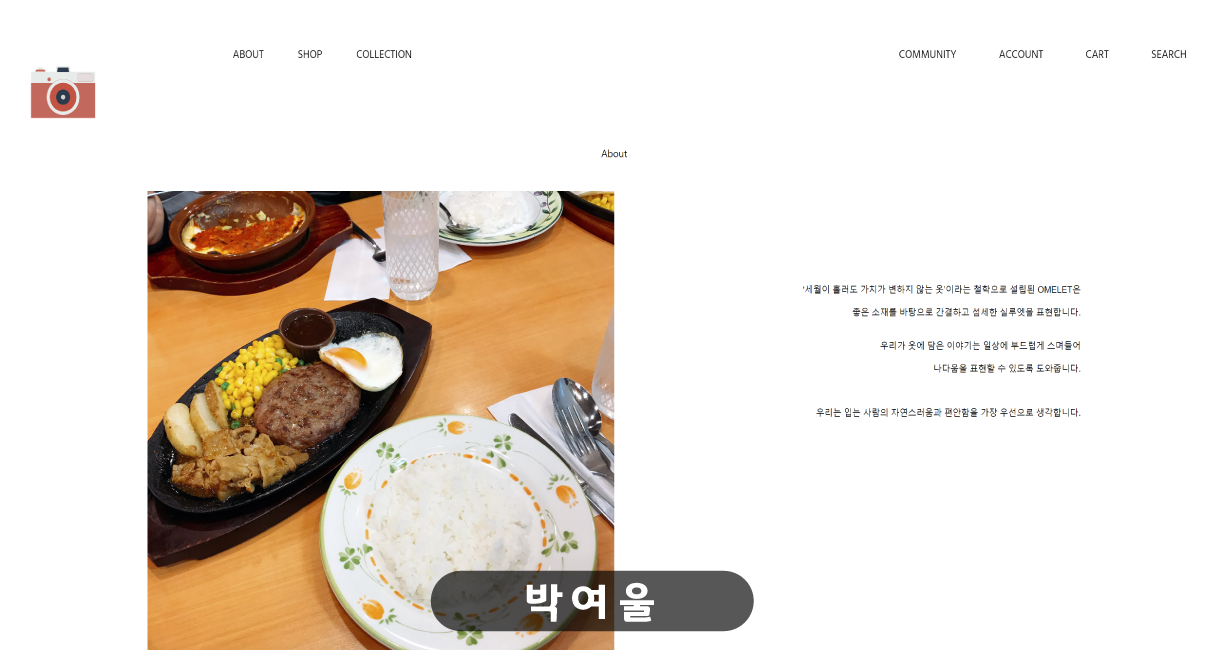 ABOUT SHOP COLLECTION COMMUNITY ACCOUNT CART SEARCH
About
'세월이 흘러도 가치가 변하지 않는 옷'이라는 철학으로 설립된 OMELET은
좋은 소재를 바탕으로 간결하고 섬세한 실루엣을 표현합니다.
우리가 옷에 담은 이야기는 일상에 부드럽게 스며들어
나다움을 표현할 수 있도록 도와줍니다.
우리는 입는 사람의 자연스러움과 편안함을 가장 우선으로 생각합니다.
박여울